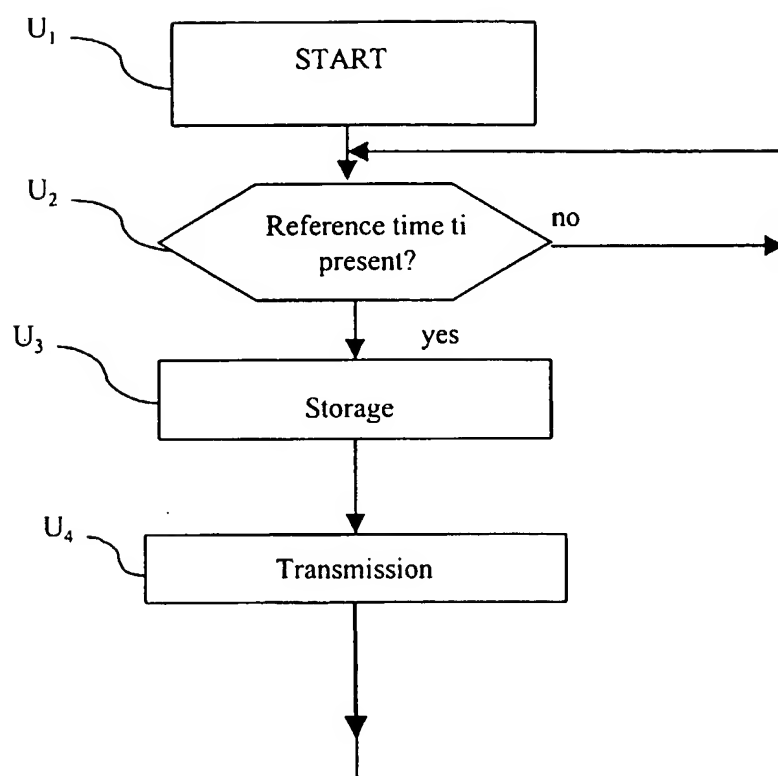 U₁
START
U₂
Reference time ti
present?
no
yes
U₃
Storage
U₄
Transmission